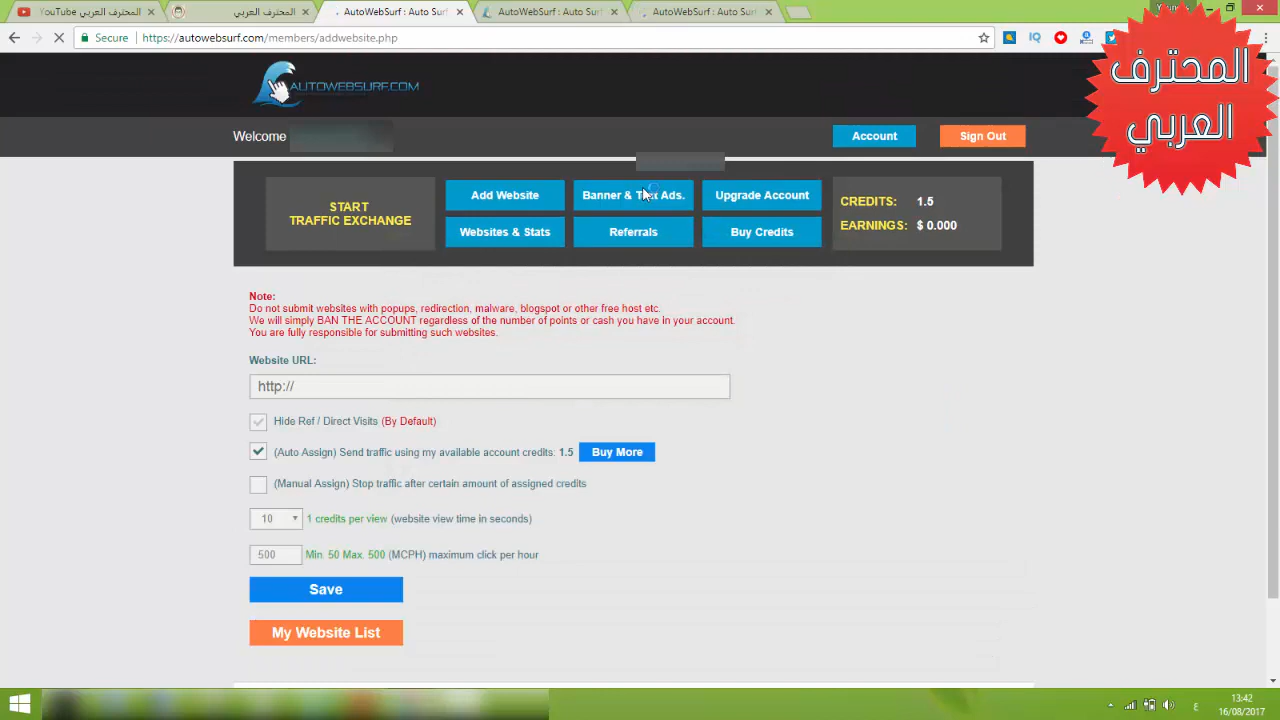 YouTube - المحترف العربي
المحترف العربي
AutoWebSurf : Auto Surf
AutoWebSurf : Auto Sur
AutoWebSurf : Auto Sur
Secure
https://autowebsurf.com/members/addwebsite.php
IQ
المحترف
العربي
AUTOWEBSURF.COM
Welcome
Account
Sign Out
START
TRAFFIC EXCHANGE
Add Website
Banner & Text Ads.
Upgrade Account
Websites & Stats
Referrals
Buy Credits
CREDITS: 1.5
EARNINGS: $ 0.000
Note:
Do not submit websites with popups, redirection, malware, blogspot or other free host etc.
We will simply BAN THE ACCOUNT regardless of the number of points or cash you have in your account.
You are fully responsible for submitting such websites.
Website URL:
http://
Hide Ref / Direct Visits (By Default)
(Auto Assign) Send traffic using my available account credits: 1.5 Buy More
(Manual Assign) Stop traffic after certain amount of assigned credits
10 1 credits per view (website view time in seconds)
500 Min. 50 Max. 500 (MCPH) maximum click per hour
Save
My Website List
ع
13:42
16/08/2017